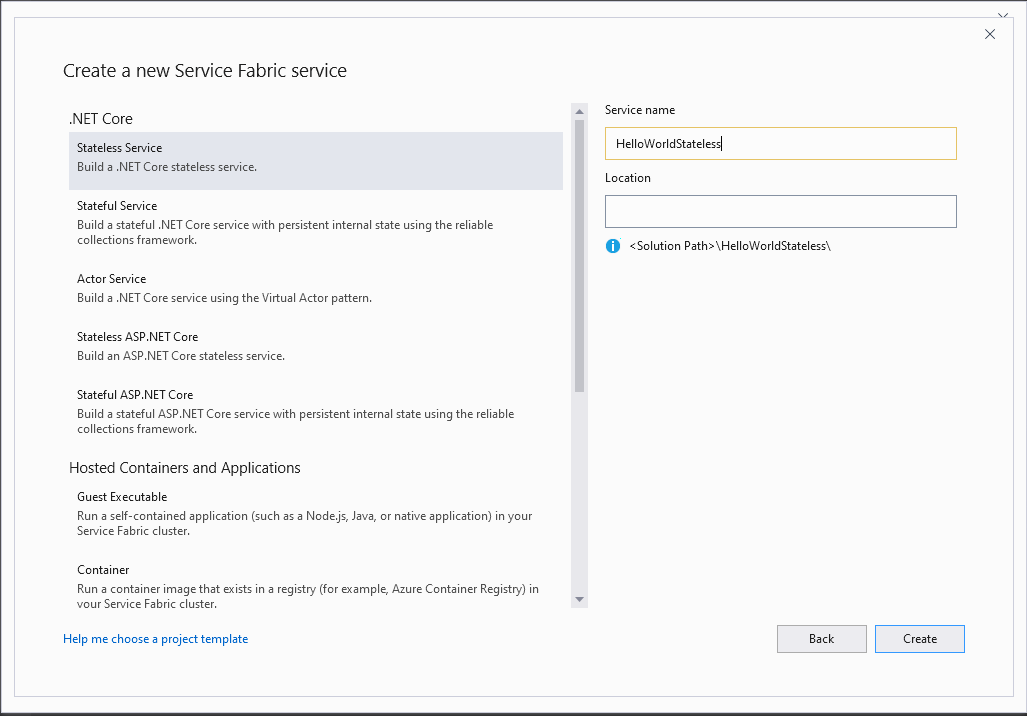 Create a new Service Fabric service
.NET Core
Stateless Service
Build a .NET Core stateless service.
Stateful Service
Build a stateful .NET Core service with persistent internal state using the reliable
collections framework.
Actor Service
Build a .NET Core service using the Virtual Actor pattern.
Stateless ASP.NET Core
Build an ASP.NET Core stateless service.
Stateful ASP.NET Core
Build a stateful ASP.NET Core service with persistent internal state using the reliable
collections framework.
Hosted Containers and Applications
Guest Executable
Run a self-contained application (such as a Node.js, Java, or native application) in your
Service Fabric cluster.
Container
Run a container image that exists in a registry (for example, Azure Container Registry) in
your Service Fabric cluster.
Help me choose a project template
Service name
HelloWorldStateless
Location
<Solution Path>\HelloWorldStateless\
Back
Create